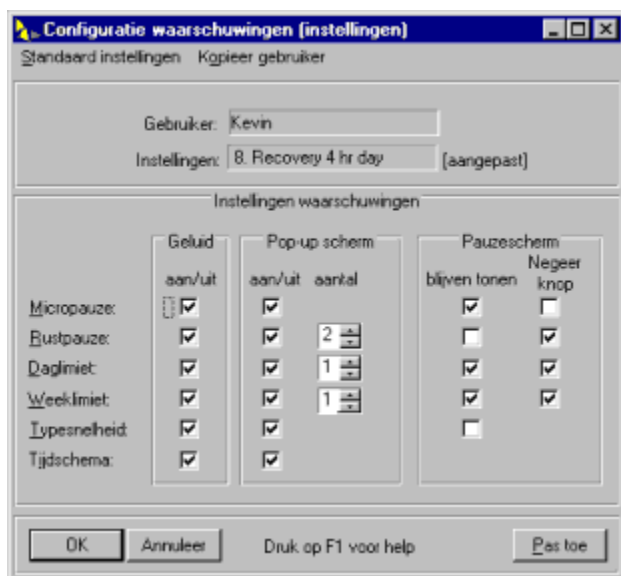 Configuratie waarschuwingen (instellingen)
Standaard instellingen Kopieer gebruiker
Gebruiker: Kevin
Instellingen: 8. Recovery 4 hr day [aangepast]
Instellingen waarschuwingen
Geluid Pop-up scherm Pauzescherm
aan/uit aan/uit aantal blijven tonen Negeer knop
Micropauze:
Rustpauze: 2
Daglimiet: 1
Weeklimiet: 1
Typesnelheid:
Tijdschema:
OK Annuleer Druk op F1 voor help Pas toe